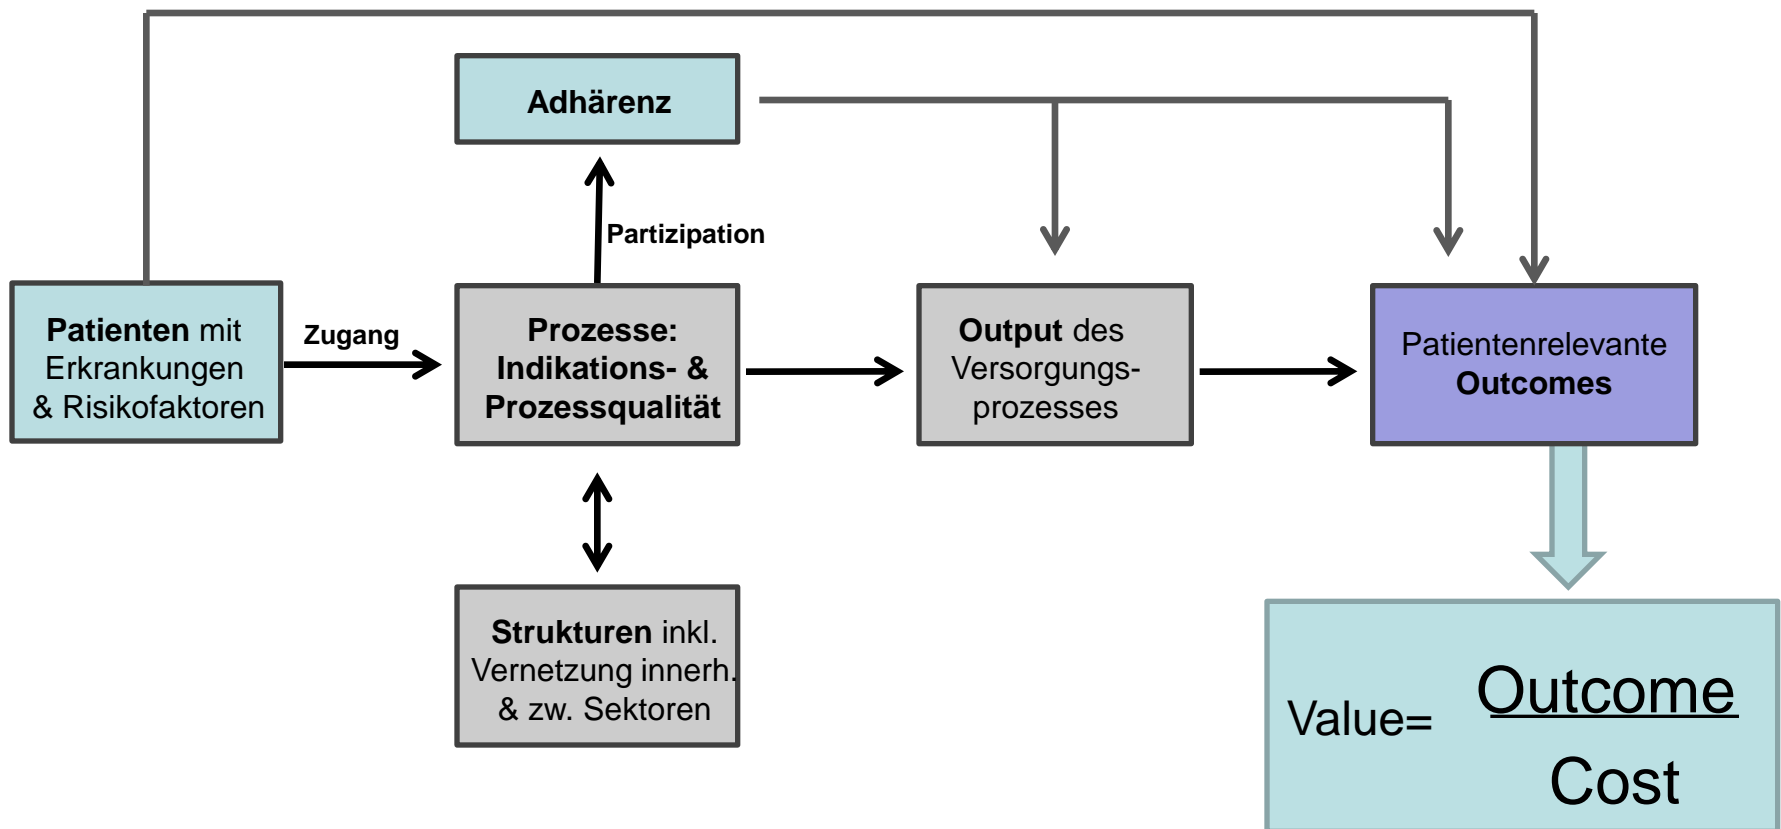 Adhärenz
Partizipation
Patienten mit
Erkrankungen
& Risikofaktoren
Zugang
Prozesse:
Indikations- &
Prozessqualität
Output des
Versorgungs-
prozesses
Patientenrelevante
Outcomes
Strukturen inkl.
Vernetzung innerh.
& zw. Sektoren
Value=
Outcome
Cost